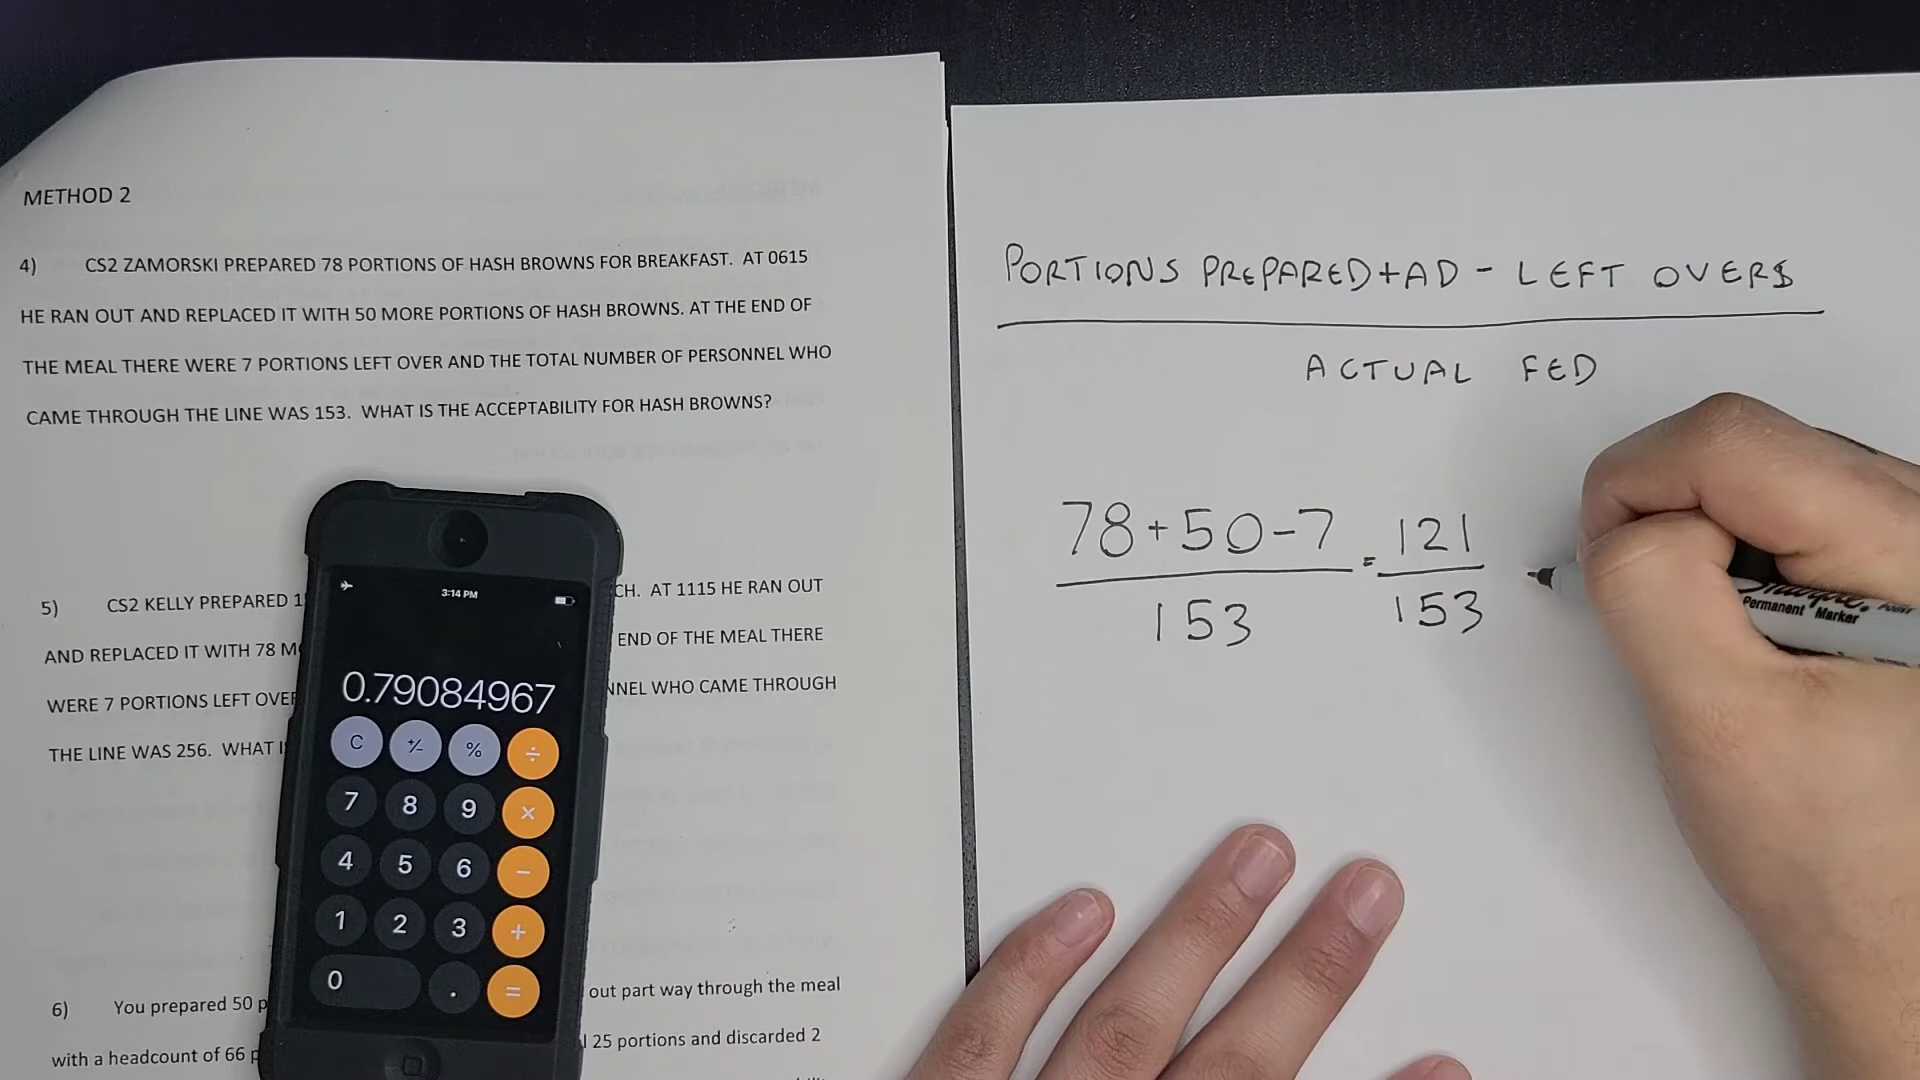 METHOD 2
4) CS2 ZAMORSKI PREPARED 78 PORTIONS OF HASH BROWNS FOR BREAKFAST. AT 0615
HE RAN OUT AND REPLACED IT WITH 50 MORE PORTIONS OF HASH BROWNS. AT THE END OF
THE MEAL THERE WERE 7 PORTIONS LEFT OVER AND THE TOTAL NUMBER OF PERSONNEL WHO
CAME THROUGH THE LINE WAS 153. WHAT IS THE ACCEPTABILITY FOR HASH BROWNS?
5) CS2 KELLY PREPARED CH. AT 1115 HE RAN OUT
AND REPLACED IT WITH 78 END OF THE MEAL THERE
WERE 7 PORTIONS LEFT WHO CAME THROUGH
THE LINE WAS 256. WHAT
6) You prepared 50 out part way through the meal
with a headcount of 66 25 portions and discarded 2
3:14 PM
0.79084967
C +/- % ÷
7 8 9 ×
4 5 6 −
1 2 3 +
0 . =
PORTIONS PREPARED+AD - LEFT OVERS
ACTUAL FED
78+50-7 = 121
153 153
Sharpie.
Permanent Marker